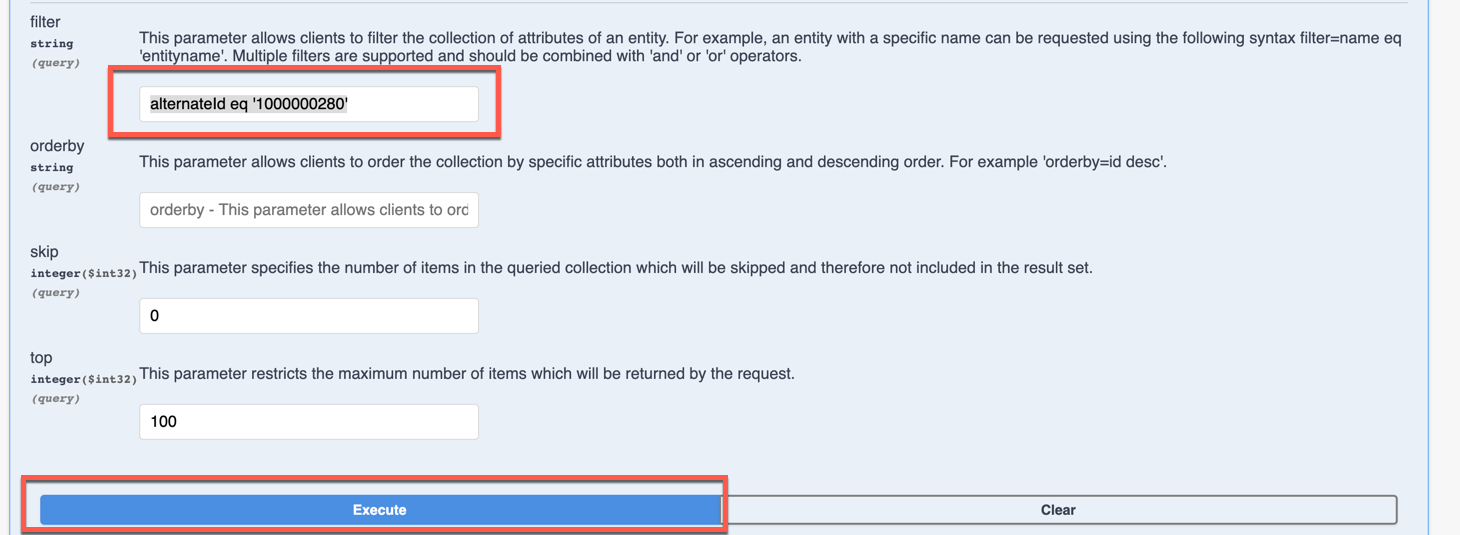 filter
string
(query)
This parameter allows clients to filter the collection of attributes of an entity. For example, an entity with a specific name can be requested using the following syntax filter=name eq
'entityname'. Multiple filters are supported and should be combined with 'and' or 'or' operators.
alternateId eq '1000000280'
orderby
string
(query)
This parameter allows clients to order the collection by specific attributes both in ascending and descending order. For example 'orderby=id desc'.
orderby - This parameter allows clients to ord
skip
integer($int32)
(query)
This parameter specifies the number of items in the queried collection which will be skipped and therefore not included in the result set.
0
top
integer($int32)
(query)
This parameter restricts the maximum number of items which will be returned by the request.
100
Execute
Clear